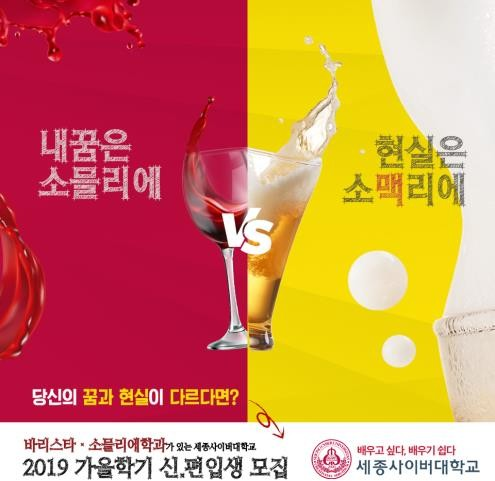 내꿈은
소믈리에
현실은
소맥리에
VS
당신의 꿈과 현실이 다르다면?
바리스타 × 소믈리에학과가 있는 세종사이버대학교
2019 가을학기 신,편입생 모집
배우고 싶다, 배우기 쉽다
세종사이버대학교